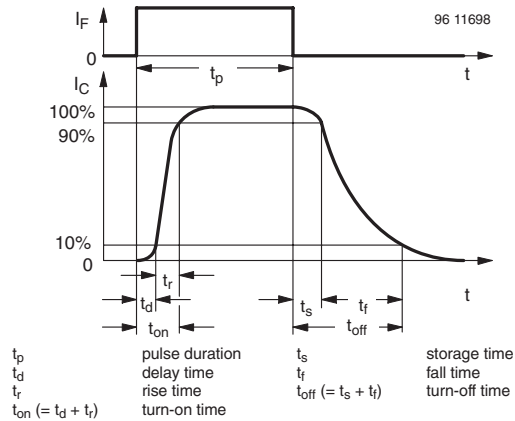 I_F
96 11698
0
t_p
t
I_C
100%
90%
10%
0
t_r
t_d
t_s
t_f
t
t_on
t_off
t_p pulse duration t_s storage time
t_d delay time t_f fall time
t_r rise time t_off (= t_s + t_f) turn-off time
t_on (= t_d + t_r) turn-on time